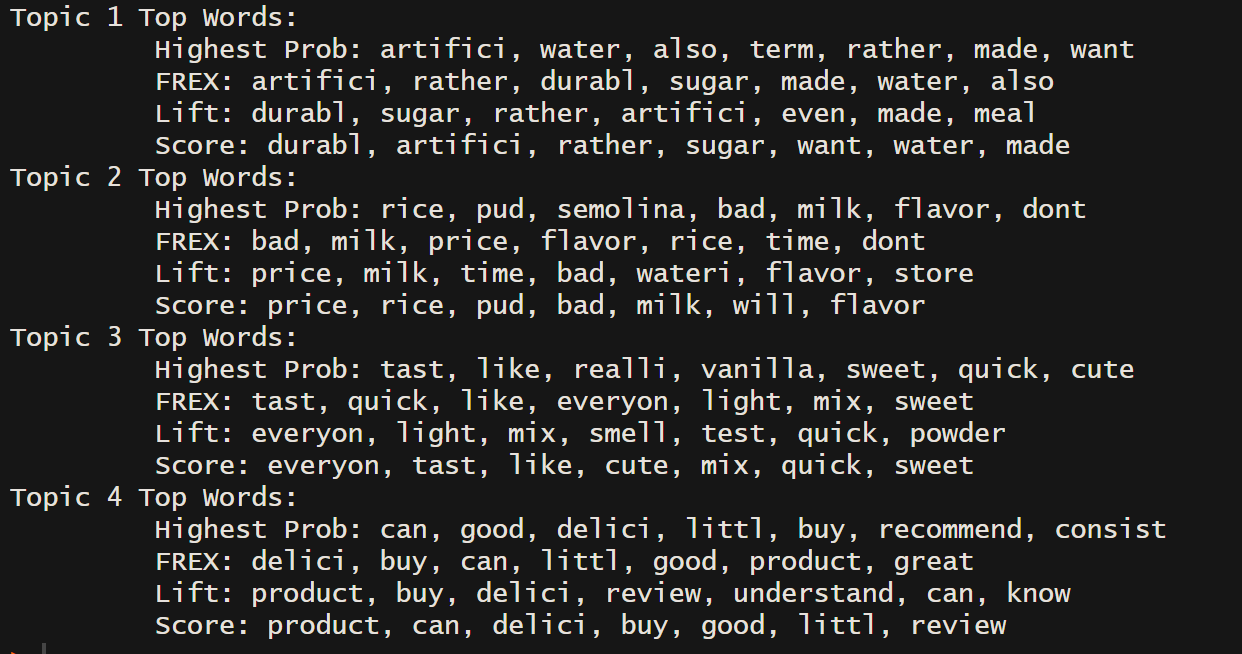 Topic 1 Top Words:
Highest Prob: artifici, water, also, term, rather, made, want
FREX: artifici, rather, durabl, sugar, made, water, also
Lift: durabl, sugar, rather, artifici, even, made, meal
Score: durabl, artifici, rather, sugar, want, water, made
Topic 2 Top Words:
Highest Prob: rice, pud, semolina, bad, milk, flavor, dont
FREX: bad, milk, price, flavor, rice, time, dont
Lift: price, milk, time, bad, wateri, flavor, store
Score: price, rice, pud, bad, milk, will, flavor
Topic 3 Top Words:
Highest Prob: tast, like, realli, vanilla, sweet, quick, cute
FREX: tast, quick, like, everyon, light, mix, sweet
Lift: everyon, light, mix, smell, test, quick, powder
Score: everyon, tast, like, cute, mix, quick, sweet
Topic 4 Top Words:
Highest Prob: can, good, delici, littl, buy, recommend, consist
FREX: delici, buy, can, littl, good, product, great
Lift: product, buy, delici, review, understand, can, know
Score: product, can, delici, buy, good, littl, review